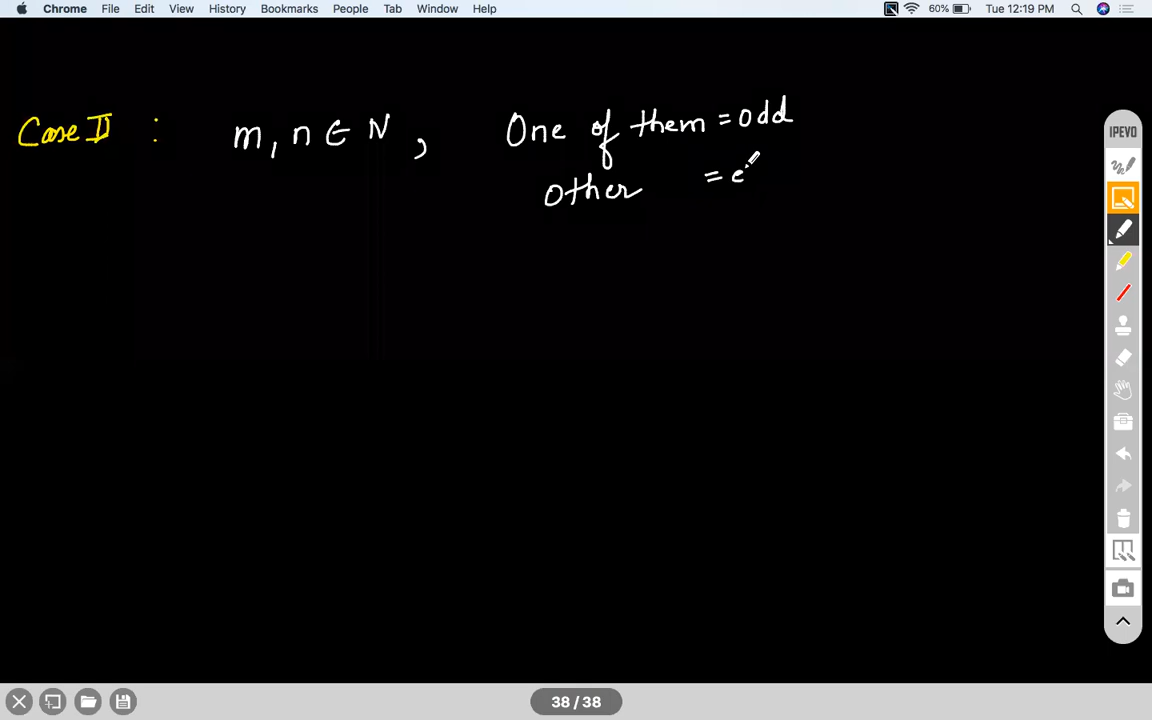 Chrome File Edit View History Bookmarks People Tab Window Help 60% Tue 12:19 PM
Case II : m, n ∈ N , One of them = odd
other = e
IPEVO
38 / 38